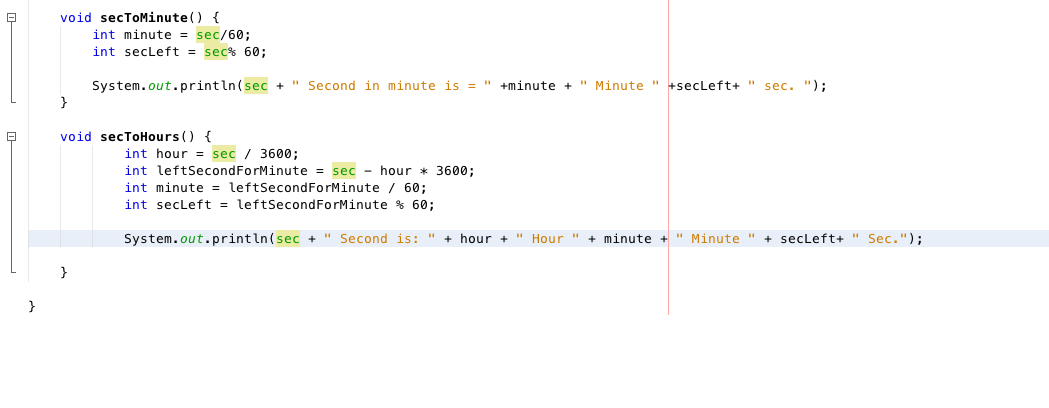 void secToMinute() {
int minute = sec/60;
int secLeft = sec% 60;
System.out.println(sec + " Second in minute is = " +minute + " Minute " +secLeft+ " sec. ");
}
void secToHours() {
int hour = sec / 3600;
int leftSecondForMinute = sec - hour * 3600;
int minute = leftSecondForMinute / 60;
int secLeft = leftSecondForMinute % 60;
System.out.println(sec + " Second is: " + hour + " Hour " + minute + " Minute " + secLeft+ " Sec.");
}
}